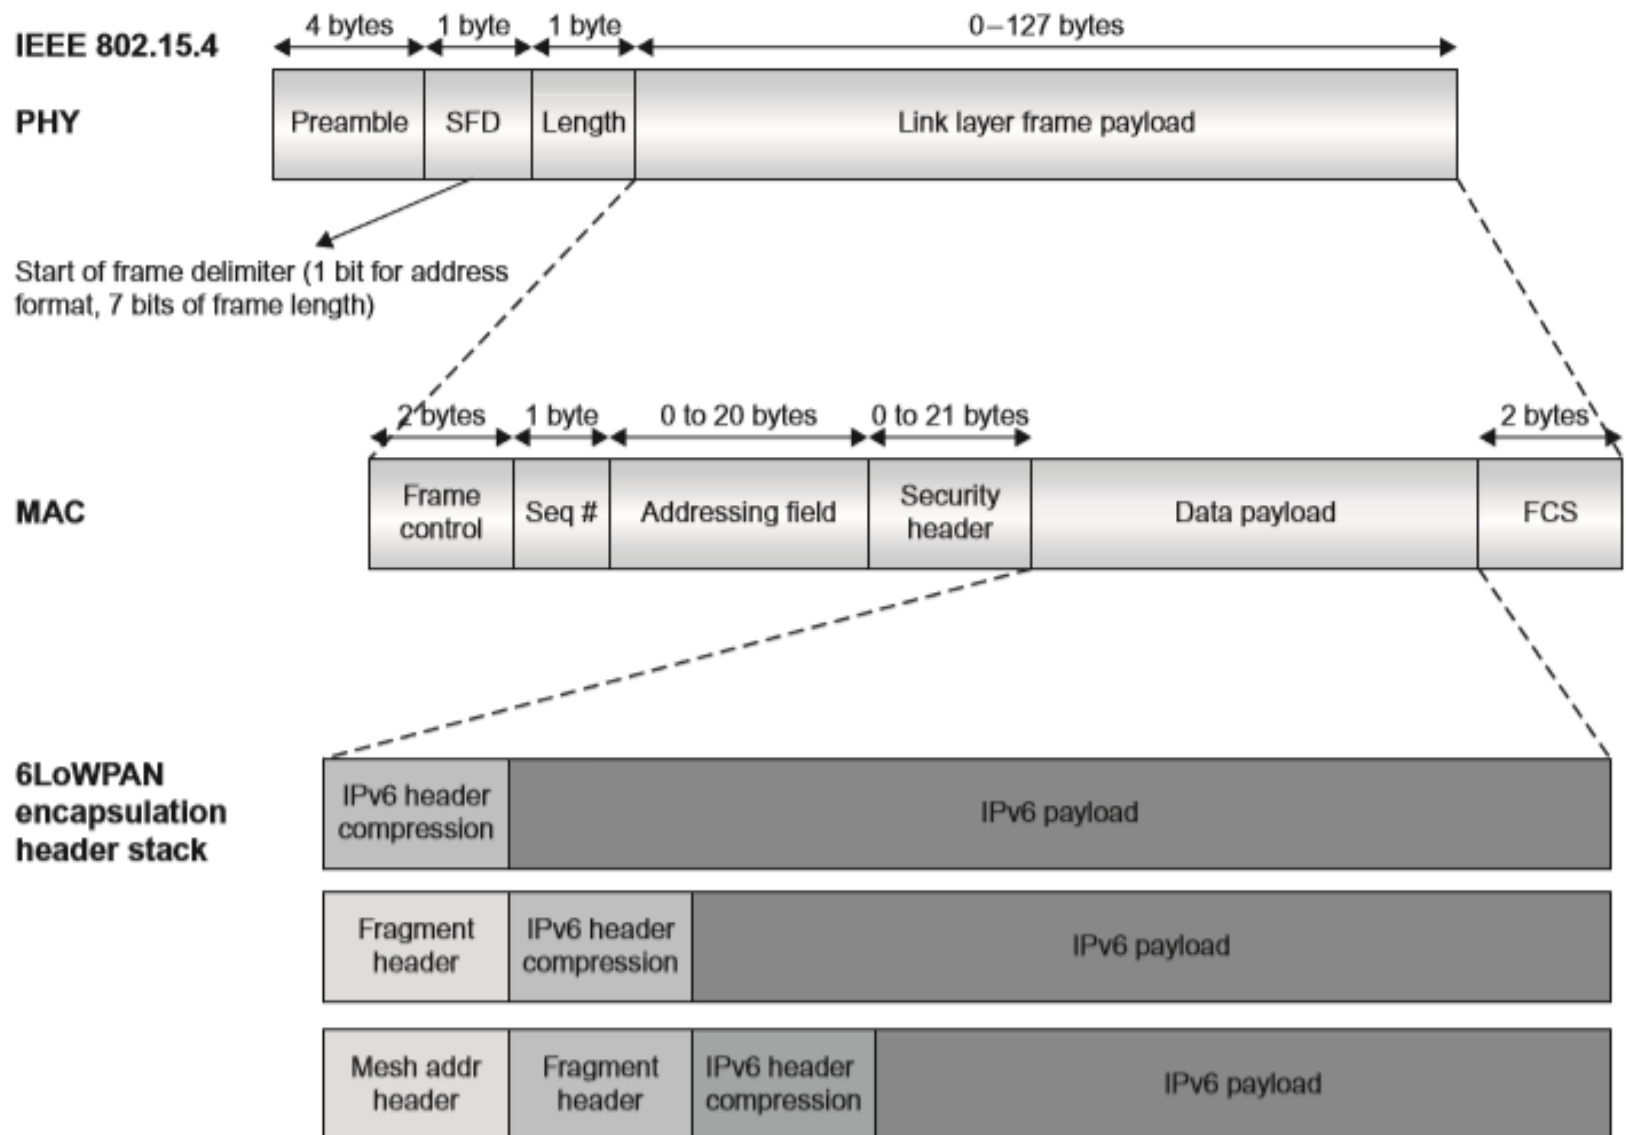 IEEE 802.15.4
4 bytes
1 byte
1 byte
0–127 bytes
PHY
Preamble
SFD
Length
Link layer frame payload
Start of frame delimiter (1 bit for address
format, 7 bits of frame length)
2 bytes
1 byte
0 to 20 bytes
0 to 21 bytes
2 bytes
MAC
Frame
control
Seq #
Addressing field
Security
header
Data payload
FCS
6LoWPAN
encapsulation
header stack
IPv6 header
compression
IPv6 payload
Fragment
header
IPv6 header
compression
IPv6 payload
Mesh addr
header
Fragment
header
IPv6 header
compression
IPv6 payload